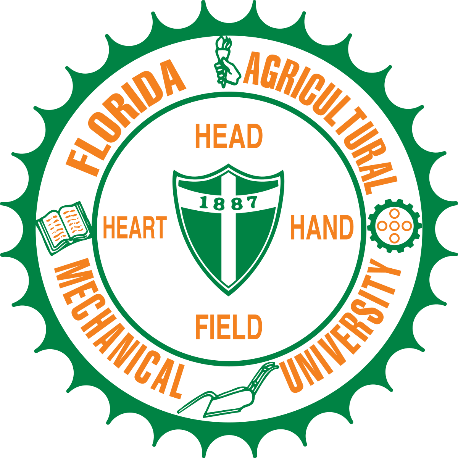 FLORIDA
AGRICULTURAL
MECHANICAL
UNIVERSITY
HEAD
1887
HEART
HAND
FIELD